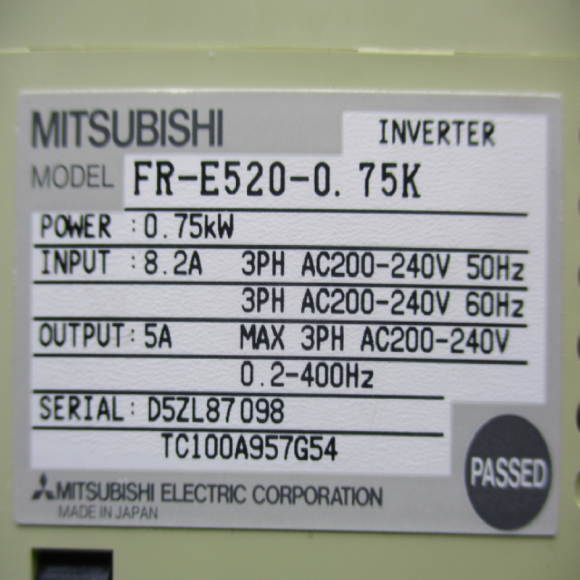 MITSUBISHI INVERTER
MODEL FR-E520-0.75K
POWER :0.75kW
INPUT :8.2A 3PH AC200-240V 50Hz
3PH AC200-240V 60Hz
OUTPUT:5A MAX 3PH AC200-240V
0.2-400Hz
SERIAL: D5ZL87098
TC100A957G54
PASSED
MITSUBISHI ELECTRIC CORPORATION
MADE IN JAPAN